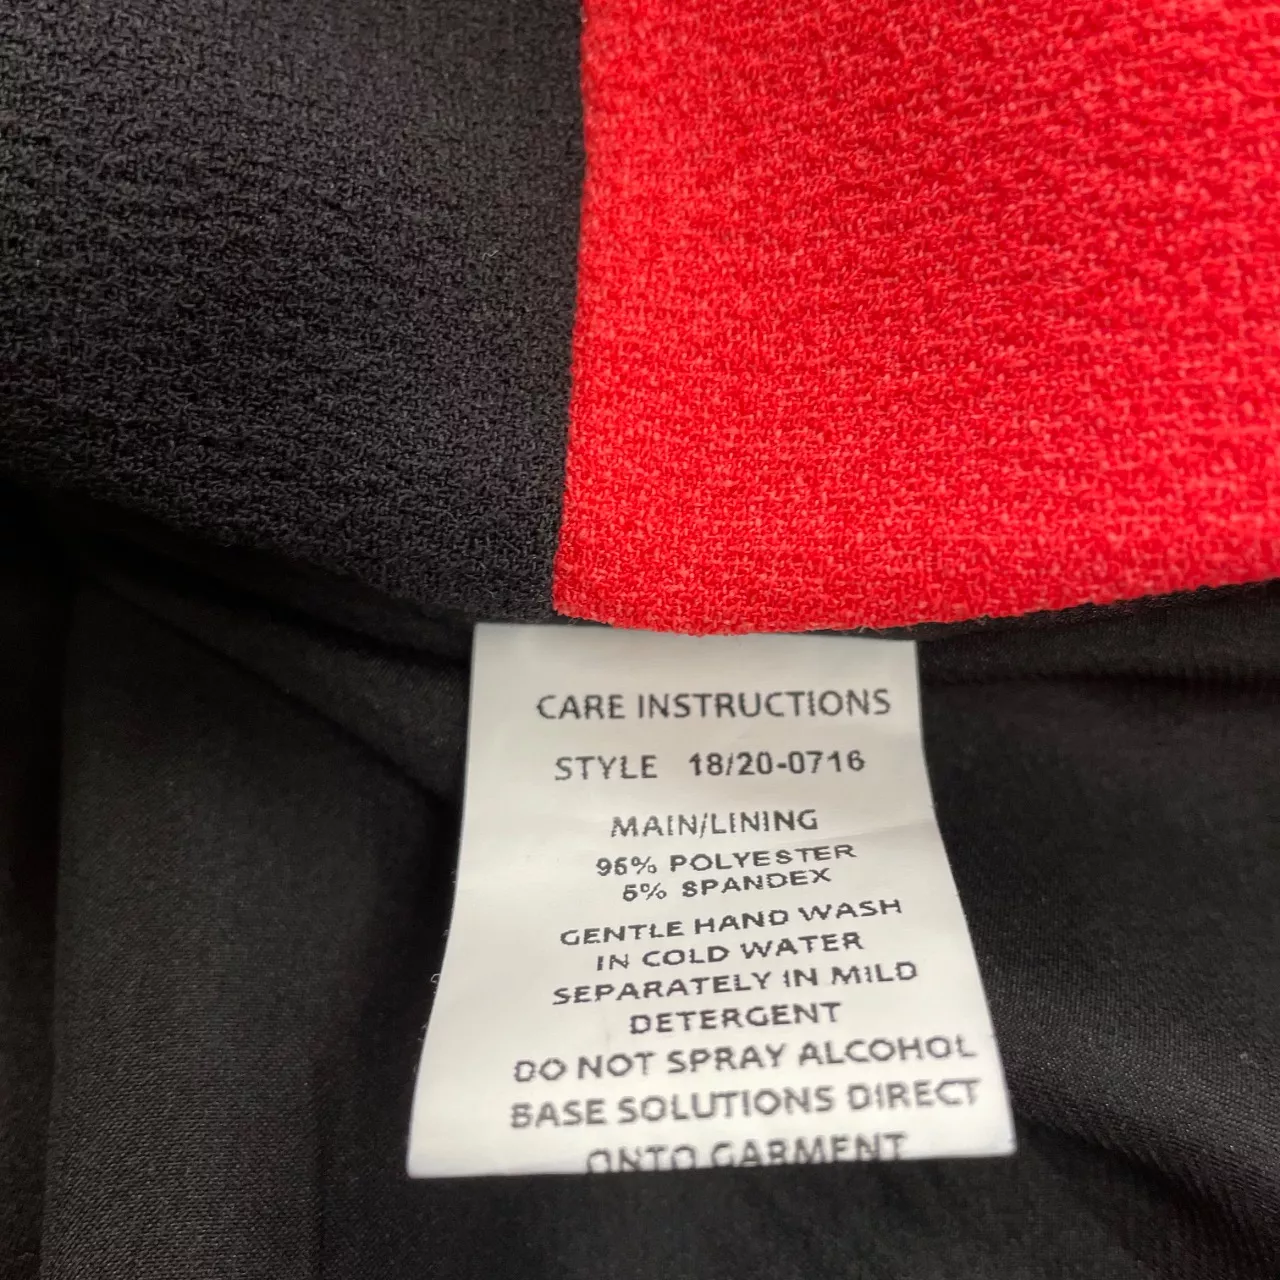 CARE INSTRUCTIONS
STYLE 18/20-0716
MAIN/LINING
95% POLYESTER
5% SPANDEX
GENTLE HAND WASH
IN COLD WATER
SEPARATELY IN MILD
DETERGENT
DO NOT SPRAY ALCOHOL
BASE SOLUTIONS DIRECT
ONTO GARMENT